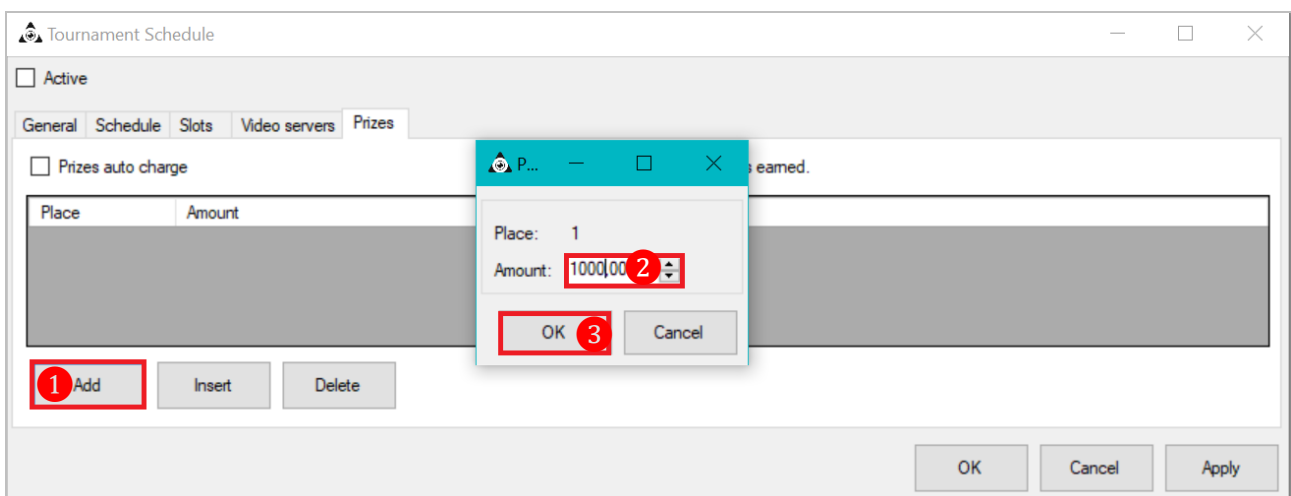 Tournament Schedule
Active
General Schedule Slots Video servers Prizes
Prizes auto charge
P...
earned.
Place Amount
Place: 1
Amount: 1000,00 2
OK 3 Cancel
1 Add Insert Delete
OK Cancel Apply